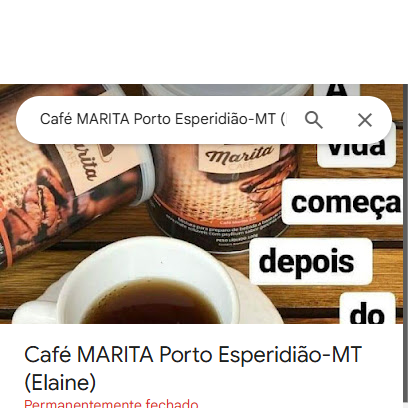 Café MARITA Porto Esperidião-MT (
A
vida
começa
depois
do
Marita
Marita
Café MARITA Porto Esperidião-MT
(Elaine)
Permanentemente fechado